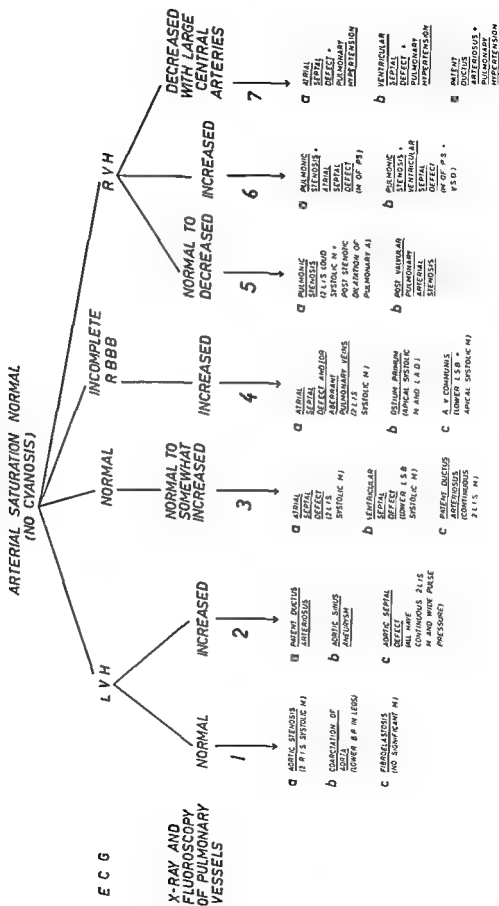 ARTERIAL SATURATION NORMAL
(NO CYANOSIS)
E C G
LVH
NORMAL
INCOMPLETE
RBBB
RVH
X-RAY AND
FLUOROSCOPY
OF PULMONARY
VESSELS
NORMAL
INCREASED
NORMAL TO
SOMEWHAT
INCREASED
INCREASED
NORMAL TO
DECREASED
INCREASED
DECREASED
WITH LARGE
CENTRAL
ARTERIES
1
2
3
4
5
6
7
a AORTIC STENOSIS
(2 R I S SYSTOLIC M)
b COARCTATION OF
AORTA
(LOWER B P IN LEGS)
c FIBROELASTOSIS
(NO SIGNIFICANT M)
a PATENT DUCTUS
ARTERIOSUS
b AORTIC SINUS
ANEURYSM
c AORTIC SEPTAL
DEFECT
(ALL HAVE
CONTINUOUS 2 L I S
M AND WIDE PULSE
PRESSURE)
a ATRIAL
SEPTAL
DEFECT
(2 L I S
SYSTOLIC M)
b VENTRICULAR
SEPTAL
DEFECT
(LOWER L S B
SYSTOLIC M)
c PATENT DUCTUS
ARTERIOSUS
(CONTINUOUS
2 L I S M)
a ATRIAL
SEPTAL
DEFECT AND/OR
ABERRANT
PULMONARY VEINS
(2 L I S
SYSTOLIC M)
b OSTIUM PRIMUM
(APICAL SYSTOLIC
M AND L A D)
c A V COMMUNIS
(LOWER L S B +
APICAL SYSTOLIC M)
a PULMONIC
STENOSIS
(2 L I S LOUD
SYSTOLIC M +
POST STENOTIC
DILATATION OF
PULMONARY A)
b POST VALVULAR
PULMONARY
ARTERIAL
STENOSIS
a PULMONIC
STENOSIS +
ATRIAL
SEPTAL
DEFECT
(M OF PS)
b PULMONIC
STENOSIS +
VENTRICULAR
SEPTAL
DEFECT
(M OF P S +
V S D)
a ATRIAL
SEPTAL
DEFECT +
PULMONARY
HYPERTENSION
b VENTRICULAR
SEPTAL
DEFECT +
PULMONARY
HYPERTENSION
PATENT
DUCTUS
ARTERIOSUS +
PULMONARY
HYPERTENSION